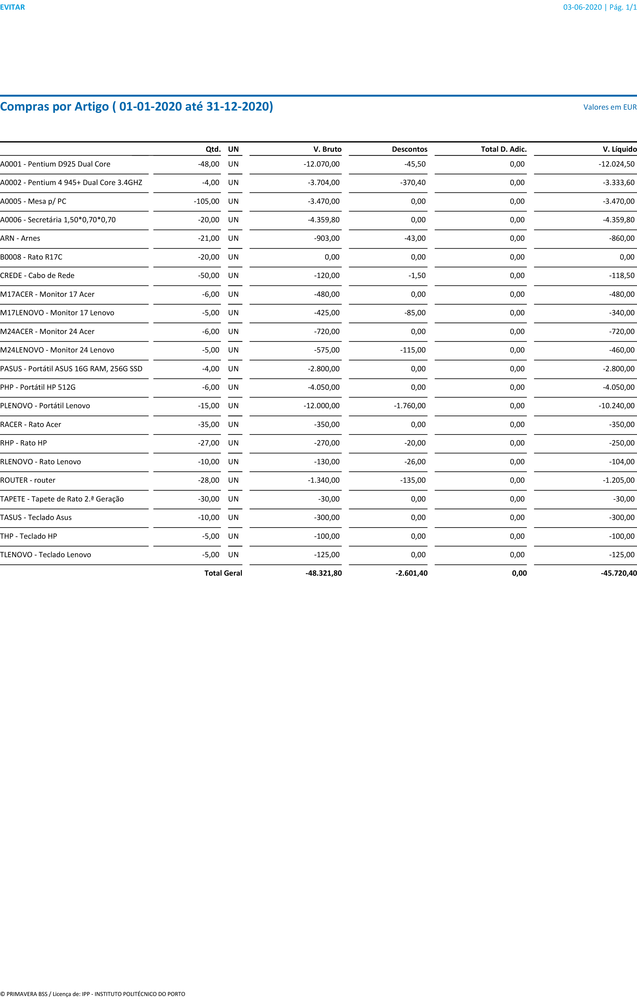 EVITAR 03-06-2020 | Pág. 1/1
Compras por Artigo ( 01-01-2020 até 31-12-2020) Valores em EUR
Qtd. UN V. Bruto Descontos Total D. Adic. V. Líquido
A0001 - Pentium D925 Dual Core -48,00 UN -12.070,00 -45,50 0,00 -12.024,50
A0002 - Pentium 4 945+ Dual Core 3.4GHZ -4,00 UN -3.704,00 -370,40 0,00 -3.333,60
A0005 - Mesa p/ PC -105,00 UN -3.470,00 0,00 0,00 -3.470,00
A0006 - Secretária 1,50*0,70*0,70 -20,00 UN -4.359,80 0,00 0,00 -4.359,80
ARN - Arnes -21,00 UN -903,00 -43,00 0,00 -860,00
B0008 - Rato R17C -20,00 UN 0,00 0,00 0,00 0,00
CREDE - Cabo de Rede -50,00 UN -120,00 -1,50 0,00 -118,50
M17ACER - Monitor 17 Acer -6,00 UN -480,00 0,00 0,00 -480,00
M17LENOVO - Monitor 17 Lenovo -5,00 UN -425,00 -85,00 0,00 -340,00
M24ACER - Monitor 24 Acer -6,00 UN -720,00 0,00 0,00 -720,00
M24LENOVO - Monitor 24 Lenovo -5,00 UN -575,00 -115,00 0,00 -460,00
PASUS - Portátil ASUS 16G RAM, 256G SSD -4,00 UN -2.800,00 0,00 0,00 -2.800,00
PHP - Portátil HP 512G -6,00 UN -4.050,00 0,00 0,00 -4.050,00
PLENOVO - Portátil Lenovo -15,00 UN -12.000,00 -1.760,00 0,00 -10.240,00
RACER - Rato Acer -35,00 UN -350,00 0,00 0,00 -350,00
RHP - Rato HP -27,00 UN -270,00 -20,00 0,00 -250,00
RLENOVO - Rato Lenovo -10,00 UN -130,00 -26,00 0,00 -104,00
ROUTER - router -28,00 UN -1.340,00 -135,00 0,00 -1.205,00
TAPETE - Tapete de Rato 2.ª Geração -30,00 UN -30,00 0,00 0,00 -30,00
TASUS - Teclado Asus -10,00 UN -300,00 0,00 0,00 -300,00
THP - Teclado HP -5,00 UN -100,00 0,00 0,00 -100,00
TLENOVO - Teclado Lenovo -5,00 UN -125,00 0,00 0,00 -125,00
Total Geral -48.321,80 -2.601,40 0,00 -45.720,40
© PRIMAVERA BSS / Licença de: IPP - INSTITUTO POLITÉCNICO DO PORTO